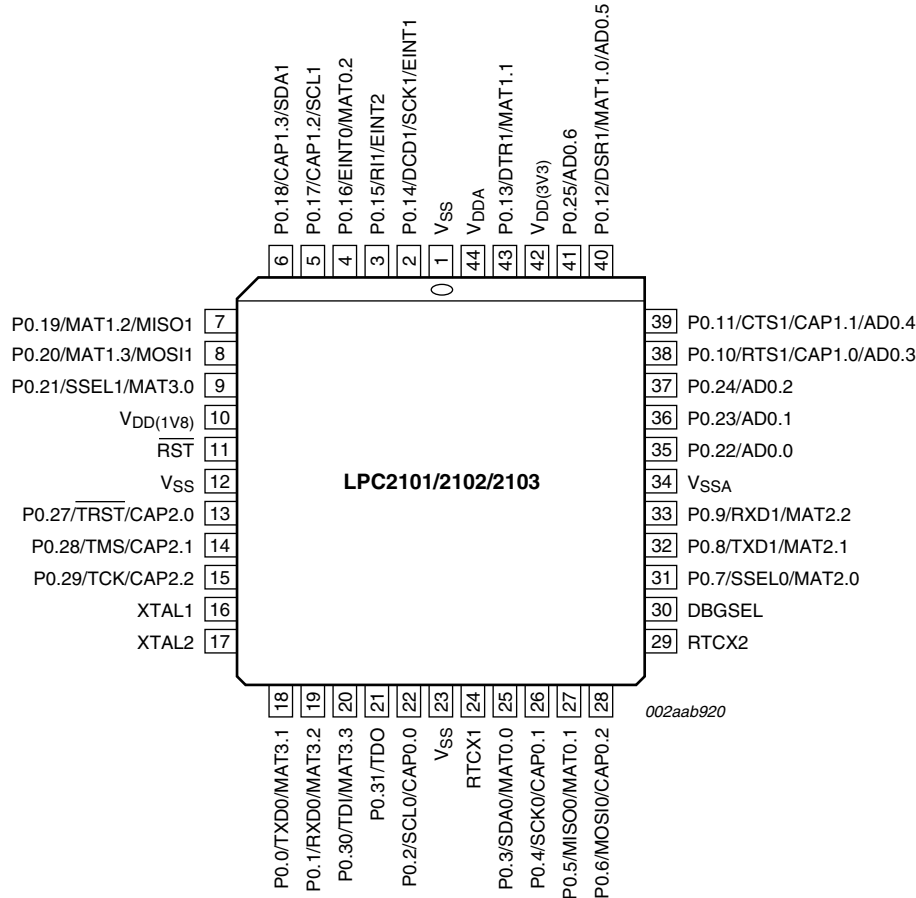 P0.18/CAP1.3/SDA1
P0.17/CAP1.2/SCL1
P0.16/EINT0/MAT0.2
P0.15/RI1/EINT2
P0.14/DCD1/SCK1/EINT1
VSS
VDDA
P0.13/DTR1/MAT1.1
VDD(3V3)
P0.25/AD0.6
P0.12/DSR1/MAT1.0/AD0.5
6
5
4
3
2
1
44
43
42
41
40
P0.19/MAT1.2/MISO1 7
P0.20/MAT1.3/MOSI1 8
P0.21/SSEL1/MAT3.0 9
VDD(1V8) 10
RST 11
VSS 12
P0.27/TRST/CAP2.0 13
P0.28/TMS/CAP2.1 14
P0.29/TCK/CAP2.2 15
XTAL1 16
XTAL2 17
LPC2101/2102/2103
39 P0.11/CTS1/CAP1.1/AD0.4
38 P0.10/RTS1/CAP1.0/AD0.3
37 P0.24/AD0.2
36 P0.23/AD0.1
35 P0.22/AD0.0
34 VSSA
33 P0.9/RXD1/MAT2.2
32 P0.8/TXD1/MAT2.1
31 P0.7/SSEL0/MAT2.0
30 DBGSEL
29 RTCX2
18
19
20
21
22
23
24
25
26
27
28
P0.0/TXD0/MAT3.1
P0.1/RXD0/MAT3.2
P0.30/TDI/MAT3.3
P0.31/TDO
P0.2/SCL0/CAP0.0
VSS
RTCX1
P0.3/SDA0/MAT0.0
P0.4/SCK0/CAP0.1
P0.5/MISO0/MAT0.1
P0.6/MOSI0/CAP0.2
002aab920